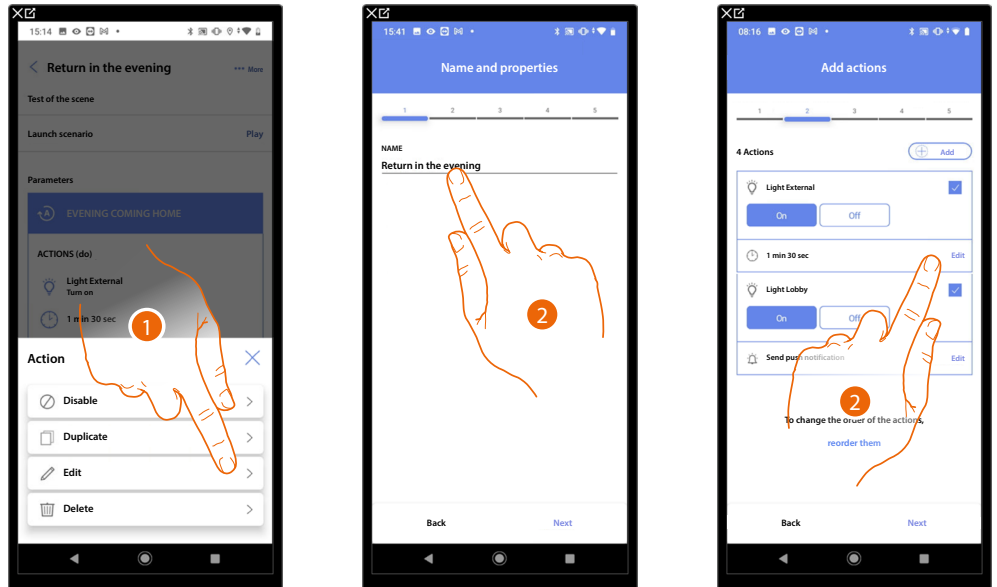 15:14
Return in the evening
More
Test of the scene
Launch scenario Play
Parameters
EVENING COMING HOME
ACTIONS (do)
Light External
Turn on
1 min 30 sec
1
Action
Disable
Duplicate
Edit
Delete
15:41
Name and properties
1 2 3 4 5
NAME
Return in the evening
2
Back Next
08:16
Add actions
1 2 3 4 5
4 Actions Add
Light External
On Off
1 min 30 sec Edit
Light Lobby
On Off
Send push notification Edit
2
To change the order of the actions,
reorder them
Back Next